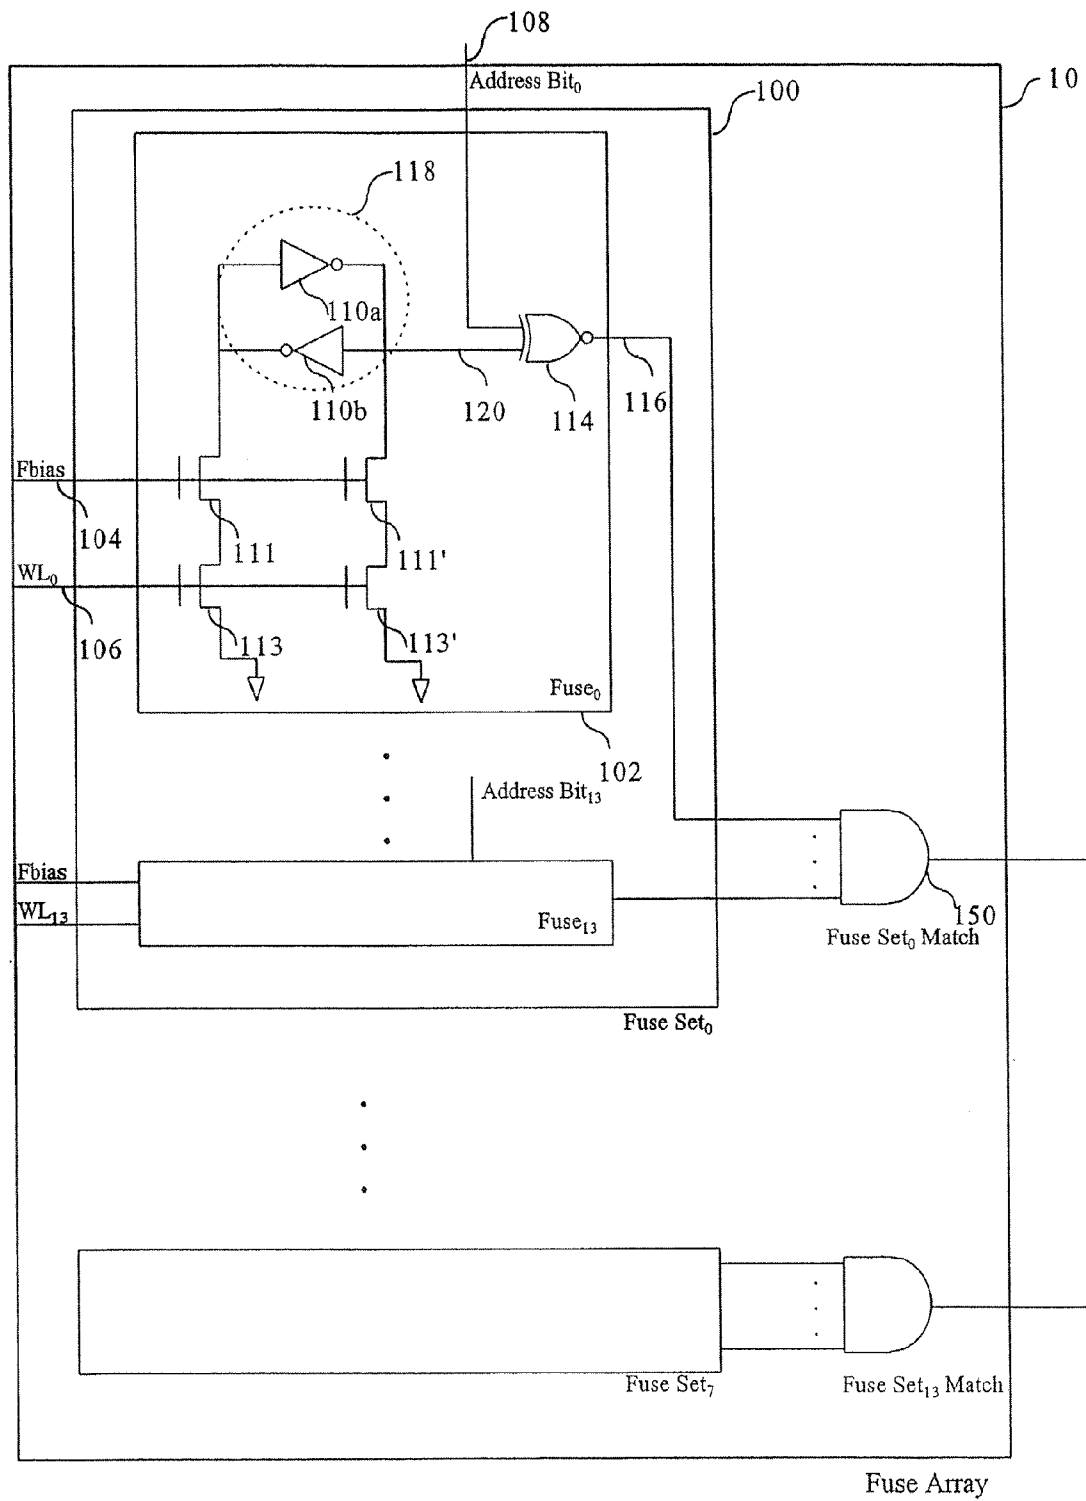 108
Address Bit₀
100
10
118
110a
110b
120
114
116
Fbias
104
111
111'
WL₀
106
113
113'
Fuse₀
102
Address Bit₁₃
Fbias
WL₁₃
Fuse₁₃
150
Fuse Set₀ Match
Fuse Set₀
Fuse Set₇
Fuse Set₁₃ Match
Fuse Array